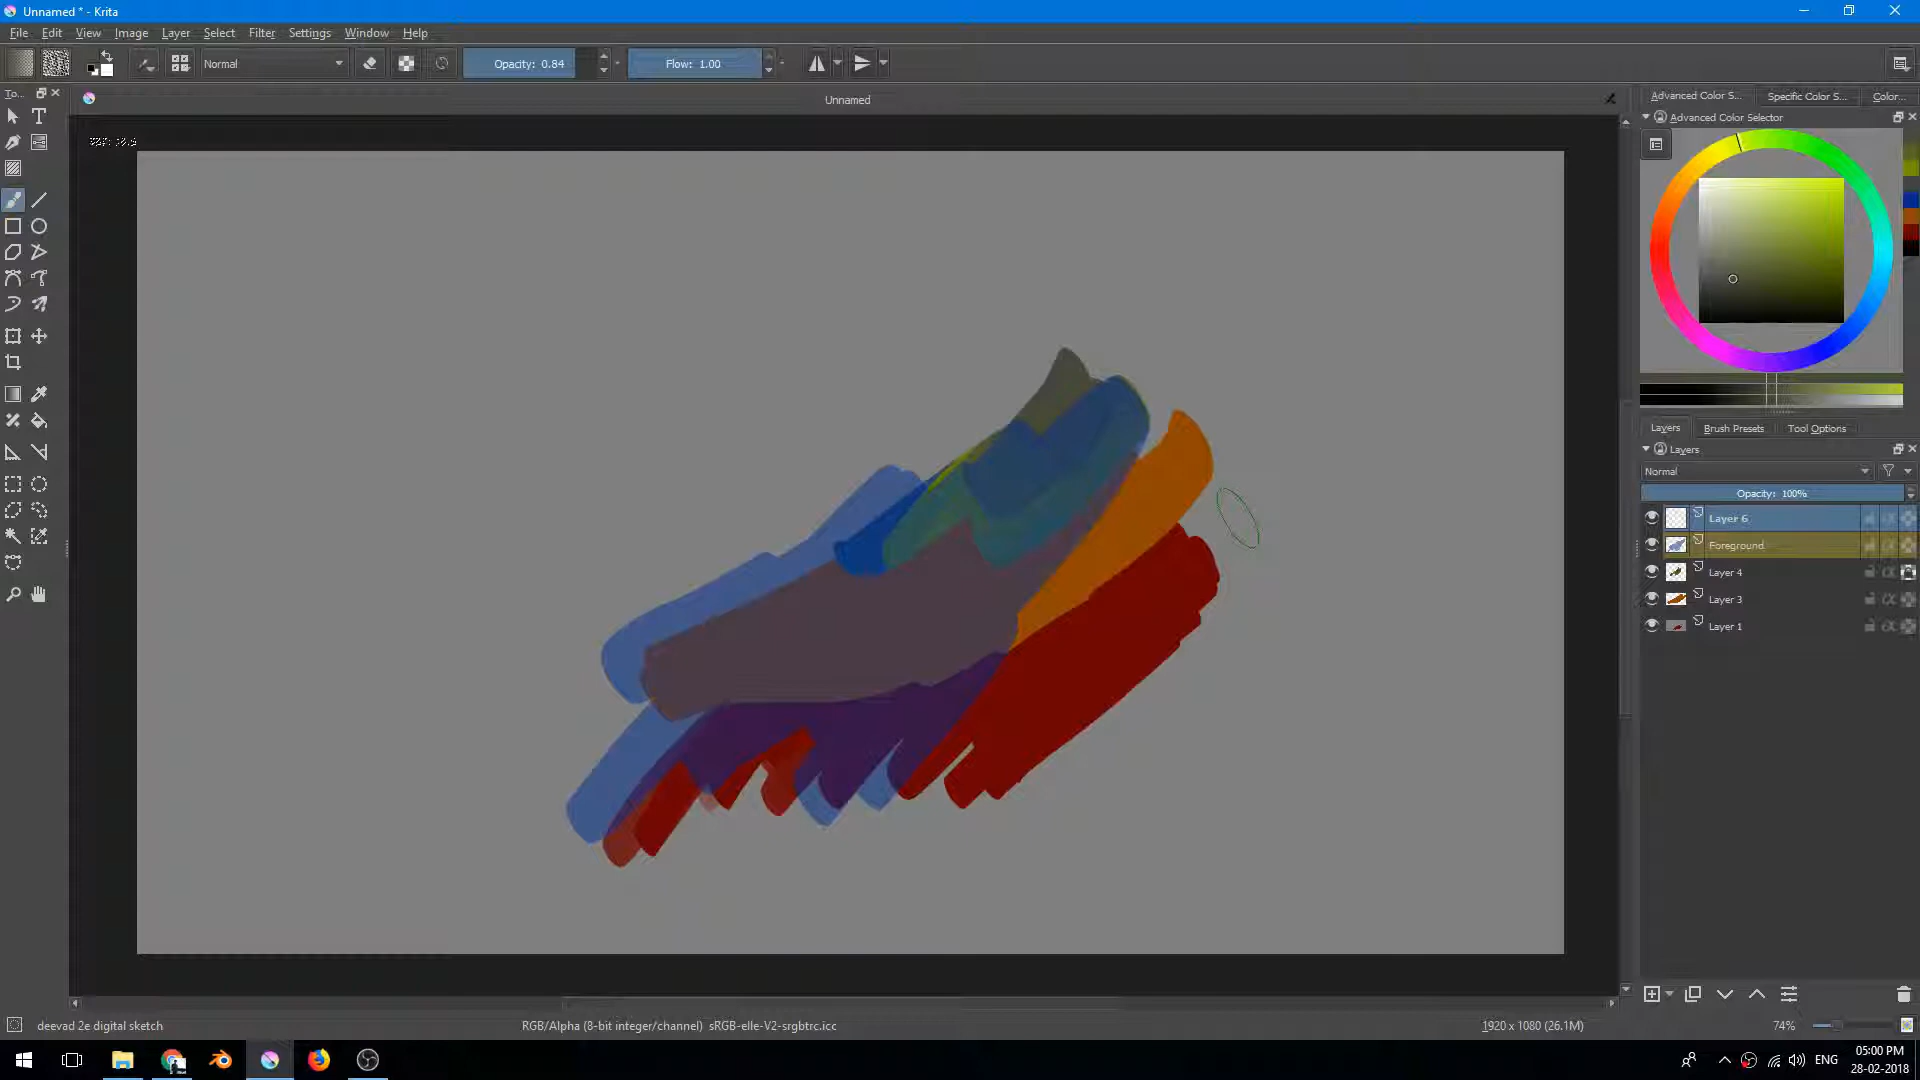 Unnamed * - Krita
File Edit View Image Layer Select Filter Settings Window Help
Normal Opacity: 0.84 Flow: 1.00
To...
Unnamed
Advanced Color S... Specific Color S... Color...
Advanced Color Selector
Layers Brush Presets Tool Options
Layers
Normal
Opacity: 100%
Layer 6
Foreground
Layer 4
Layer 3
Layer 1
deevad 2e digital sketch
RGB/Alpha (8-bit integer/channel) sRGB-elle-V2-srgbtrc.icc
1920 x 1080 (26.1M)
74%
ENG
05:00 PM
28-02-2018